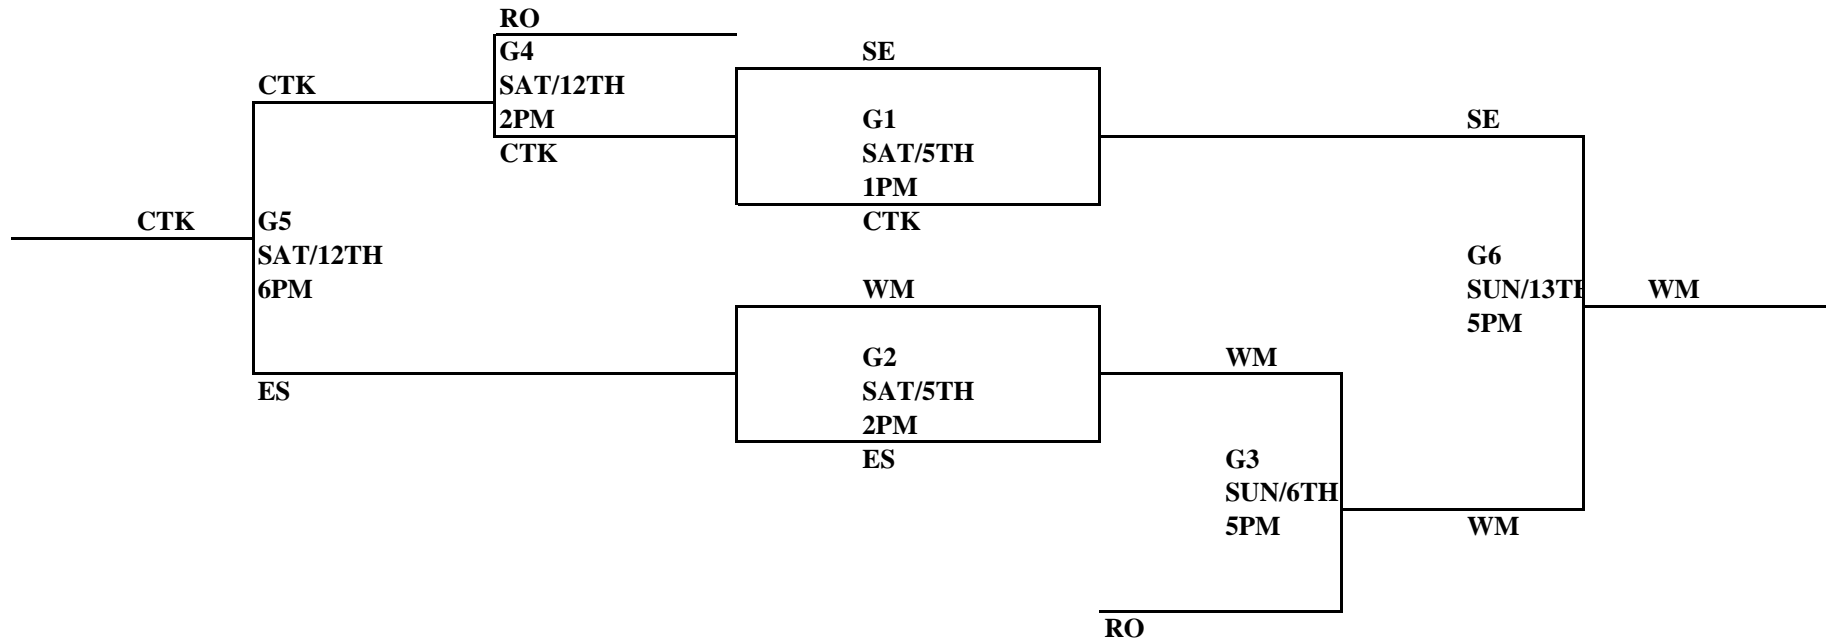 RO
G4
SE
CTK
SAT/12TH
2PM
G1
SE
CTK
SAT/5TH
1PM
CTK
G5
CTK
SAT/12TH
G6
6PM
WM
SUN/13TH
WM
5PM
G2
WM
ES
SAT/5TH
2PM
ES
G3
SUN/6TH
5PM
WM
RO